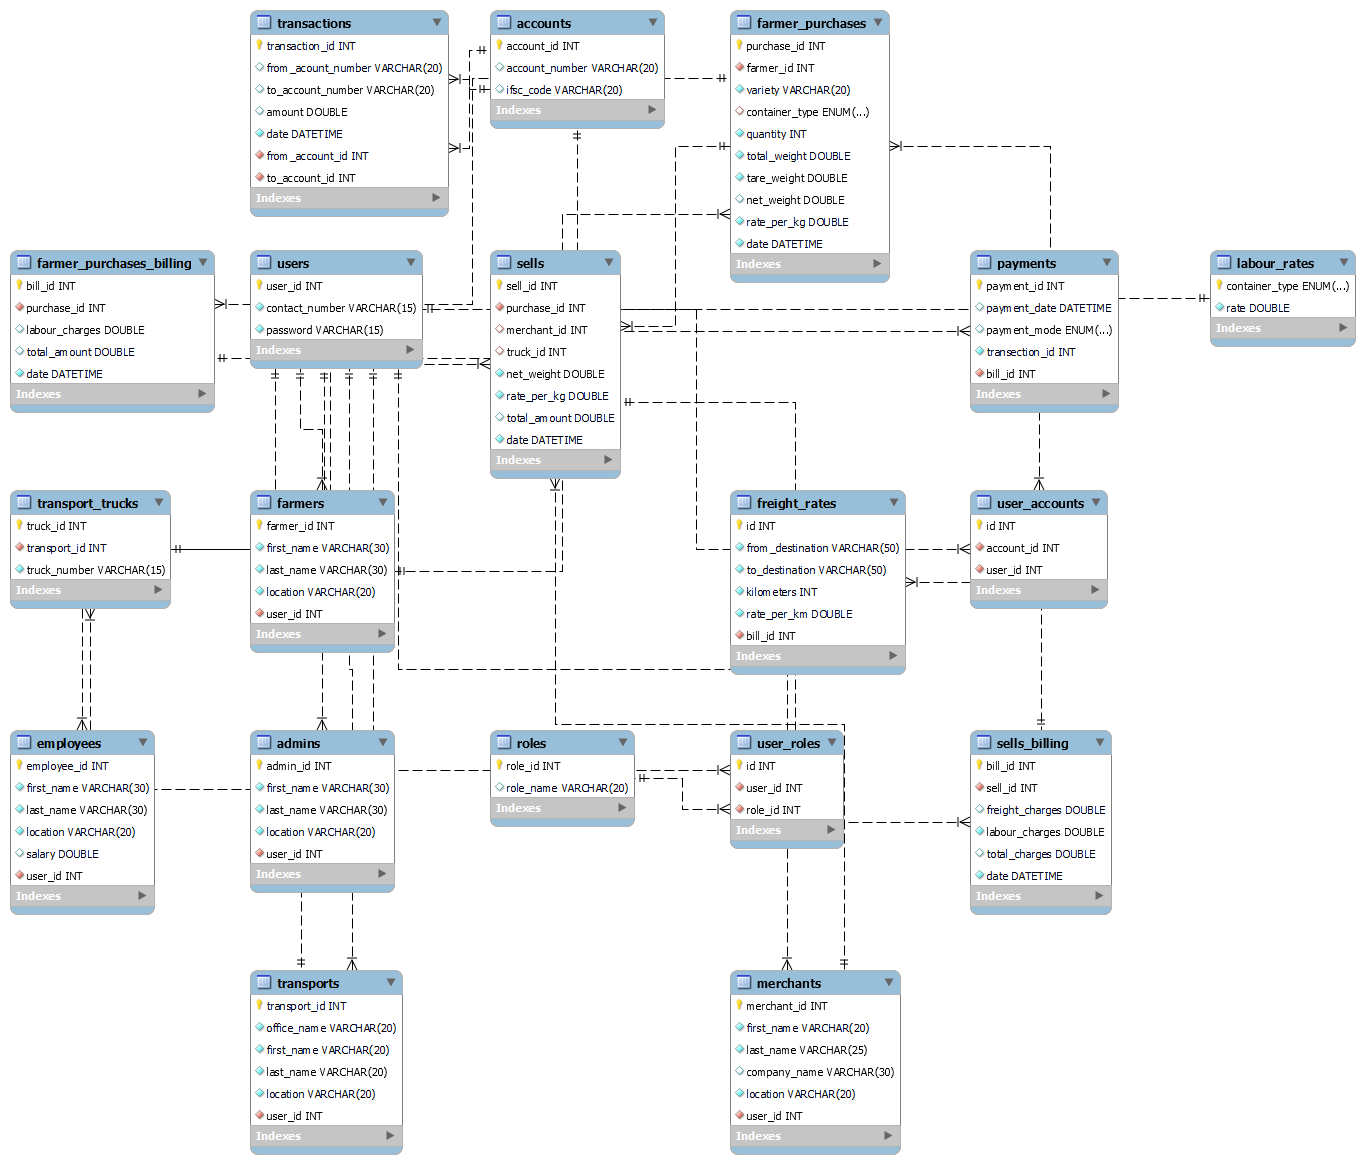 transactions
transaction_id INT
from_acount_number VARCHAR(20)
to_account_number VARCHAR(20)
amount DOUBLE
date DATETIME
from_account_id INT
to_account_id INT
Indexes
accounts
account_id INT
account_number VARCHAR(20)
ifsc_code VARCHAR(20)
Indexes
farmer_purchases
purchase_id INT
farmer_id INT
variety VARCHAR(20)
container_type ENUM(...)
quantity INT
total_weight DOUBLE
tare_weight DOUBLE
net_weight DOUBLE
rate_per_kg DOUBLE
date DATETIME
Indexes
farmer_purchases_billing
bill_id INT
purchase_id INT
labour_charges DOUBLE
total_amount DOUBLE
date DATETIME
Indexes
users
user_id INT
contact_number VARCHAR(15)
password VARCHAR(15)
Indexes
sells
sell_id INT
purchase_id INT
merchant_id INT
truck_id INT
net_weight DOUBLE
rate_per_kg DOUBLE
total_amount DOUBLE
date DATETIME
Indexes
payments
payment_id INT
payment_date DATETIME
payment_mode ENUM(...)
transection_id INT
bill_id INT
Indexes
labour_rates
container_type ENUM(...)
rate DOUBLE
Indexes
transport_trucks
truck_id INT
transport_id INT
truck_number VARCHAR(15)
Indexes
farmers
farmer_id INT
first_name VARCHAR(30)
last_name VARCHAR(30)
location VARCHAR(20)
user_id INT
Indexes
freight_rates
id INT
from_destination VARCHAR(50)
to_destination VARCHAR(50)
kilometers INT
rate_per_km DOUBLE
bill_id INT
Indexes
user_accounts
id INT
account_id INT
user_id INT
Indexes
employees
employee_id INT
first_name VARCHAR(30)
last_name VARCHAR(30)
location VARCHAR(20)
salary DOUBLE
user_id INT
Indexes
admins
admin_id INT
first_name VARCHAR(30)
last_name VARCHAR(30)
location VARCHAR(20)
user_id INT
Indexes
roles
role_id INT
role_name VARCHAR(20)
Indexes
user_roles
id INT
user_id INT
role_id INT
Indexes
sells_billing
bill_id INT
sell_id INT
freight_charges DOUBLE
labour_charges DOUBLE
total_charges DOUBLE
date DATETIME
Indexes
transports
transport_id INT
office_name VARCHAR(20)
first_name VARCHAR(20)
last_name VARCHAR(20)
location VARCHAR(20)
user_id INT
Indexes
merchants
merchant_id INT
first_name VARCHAR(20)
last_name VARCHAR(25)
company_name VARCHAR(30)
location VARCHAR(20)
user_id INT
Indexes